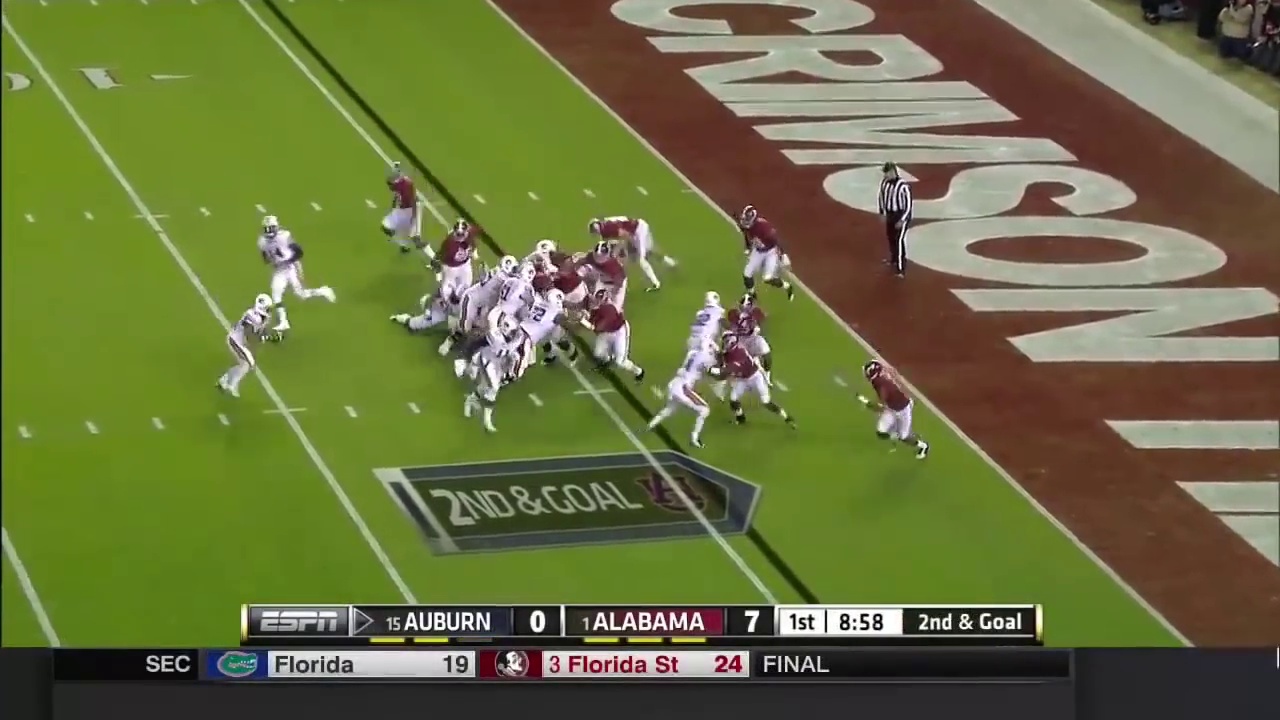 CRIMSON T
2ND & GOAL
ESPN 15 AUBURN 0 1 ALABAMA 7 1st 8:58 2nd & Goal
SEC Florida 19 3 Florida St 24 FINAL